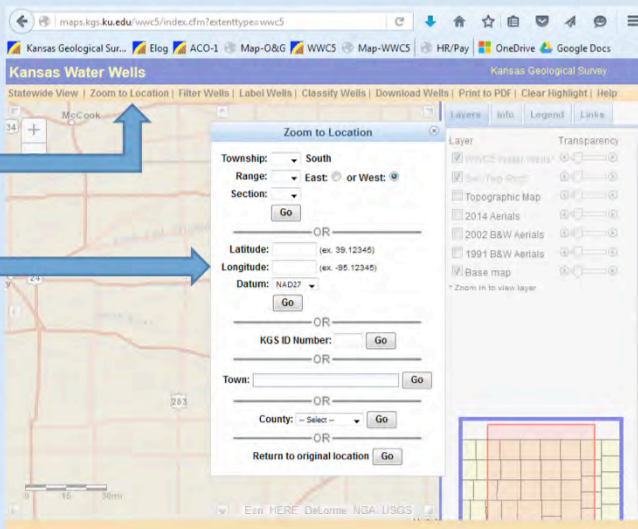 maps.kgs.ku.edu/wwc5/index.cfm?extenttype=wwc5
Kansas Geological Sur... Elog ACO-1 Map-O&G WWC5 Map-WWC5 HR/Pay OneDrive Google Docs
Kansas Water Wells Kansas Geological Survey
Statewide View | Zoom to Location | Filter Wells | Label Wells | Classify Wells | Download Wells | Print to PDF | Clear Highlight | Help
McCook
34
Layers Info Legend Links
Zoom to Location
Layer Transparency
Township: South
WWC5 Water Wells*
Range: East: or West:
Sec-Twp-Rng*
Section:
Topographic Map
Go
2014 Aerials
OR
2002 B&W Aerials
Latitude: (ex. 39.12345)
1991 B&W Aerials
Longitude: (ex. -95.12345)
Base map
24
Datum: NAD27
* Zoom in to view layer
Go
OR
KGS ID Number: Go
OR
Town: Go
283
OR
County: -- Select -- Go
OR
Return to original location Go
0 15 30mi
Esri HERE DeLorme NGA USGS